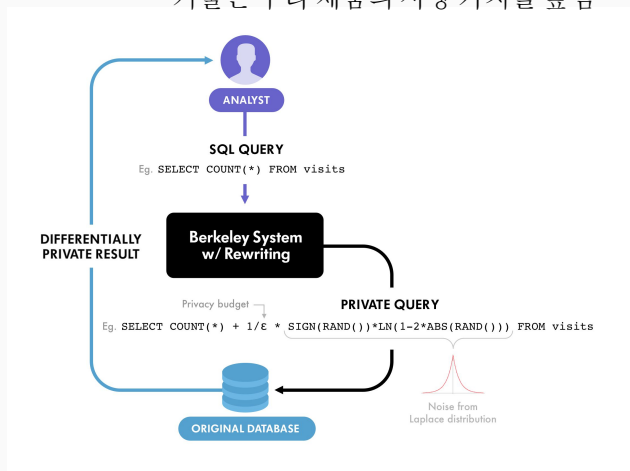 ANALYST
SQL QUERY
Eg. SELECT COUNT(*) FROM visits
DIFFERENTIALLY
PRIVATE RESULT
Berkeley System
w/ Rewriting
Privacy budget
PRIVATE QUERY
Eg. SELECT COUNT(*) + 1/ε * SIGN(RAND())*LN(1-2*ABS(RAND())) FROM visits
Noise from
Laplace distribution
ORIGINAL DATABASE